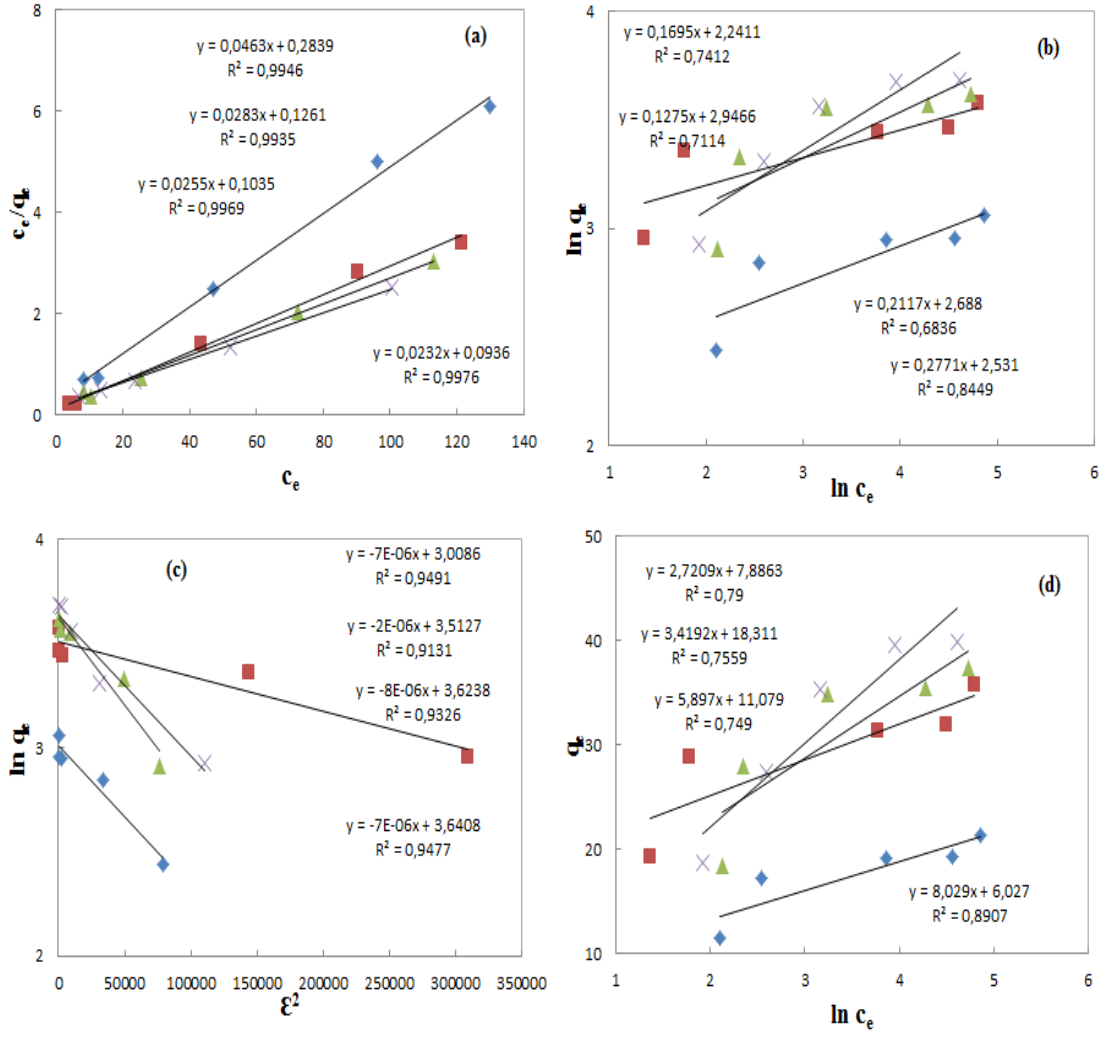 (a)
8
6
4
2
0
y = 0,0463x + 0,2839
R² = 0,9946
y = 0,0283x + 0,1261
R² = 0,9935
y = 0,0255x + 0,1035
R² = 0,9969
y = 0,0232x + 0,0936
R² = 0,9976
cₑ/qₑ
0 20 40 60 80 100 120 140
cₑ
(b)
4
3
2
y = 0,1695x + 2,2411
R² = 0,7412
y = 0,1275x + 2,9466
R² = 0,7114
y = 0,2117x + 2,688
R² = 0,6836
y = 0,2771x + 2,531
R² = 0,8449
ln qₑ
1 2 3 4 5 6
ln cₑ
(c)
4
3
2
y = -7E-06x + 3,0086
R² = 0,9491
y = -2E-06x + 3,5127
R² = 0,9131
y = -8E-06x + 3,6238
R² = 0,9326
y = -7E-06x + 3,6408
R² = 0,9477
ln qₑ
0 50000 100000 150000 200000 250000 300000 350000
Ɛ²
(d)
50
40
30
20
10
y = 2,7209x + 7,8863
R² = 0,79
y = 3,4192x + 18,311
R² = 0,7559
y = 5,897x + 11,079
R² = 0,749
y = 8,029x + 6,027
R² = 0,8907
qₑ
1 2 3 4 5 6
ln cₑ